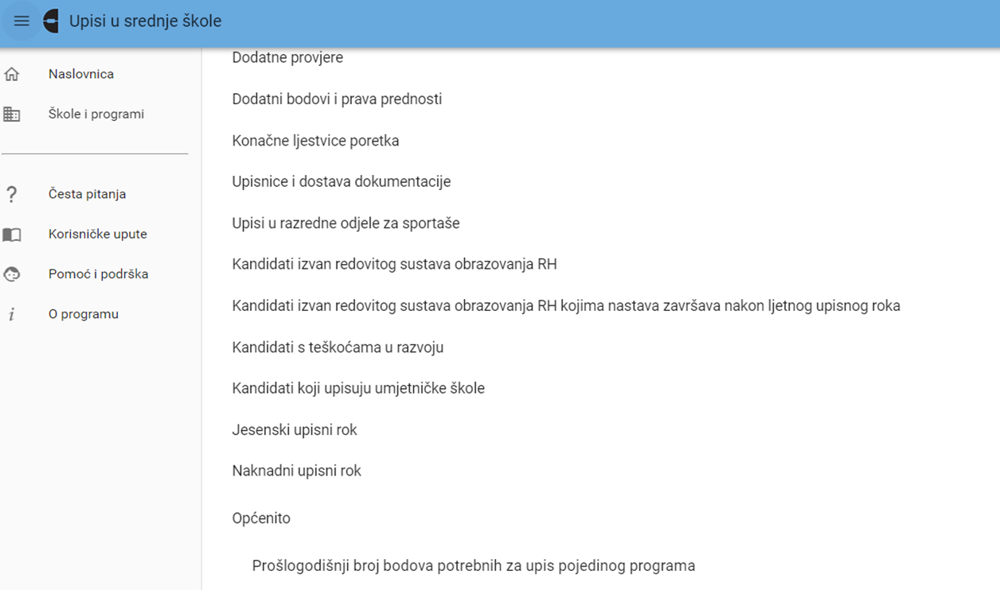 Upisi u srednje škole
Naslovnica
Škole i programi
Česta pitanja
Korisničke upute
Pomoć i podrška
O programu
Dodatne provjere
Dodatni bodovi i prava prednosti
Konačne ljestvice poretka
Upisnice i dostava dokumentacije
Upisi u razredne odjele za sportaše
Kandidati izvan redovitog sustava obrazovanja RH
Kandidati izvan redovitog sustava obrazovanja RH kojima nastava završava nakon ljetnog upisnog roka
Kandidati s teškoćama u razvoju
Kandidati koji upisuju umjetničke škole
Jesenski upisni rok
Naknadni upisni rok
Općenito
Prošlogodišnji broj bodova potrebnih za upis pojedinog programa